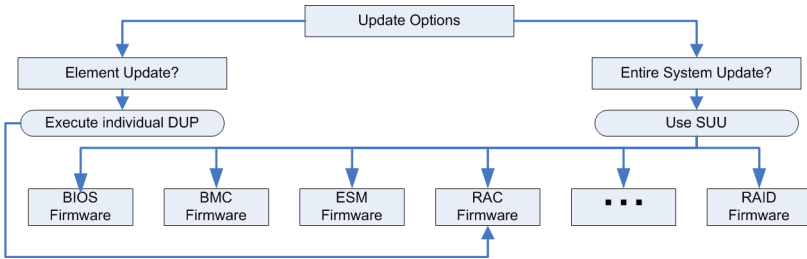 Update Options
Element Update?
Entire System Update?
Execute individual DUP
Use SUU
BIOS
Firmware
BMC
Firmware
ESM
Firmware
RAC
Firmware
...
RAID
Firmware